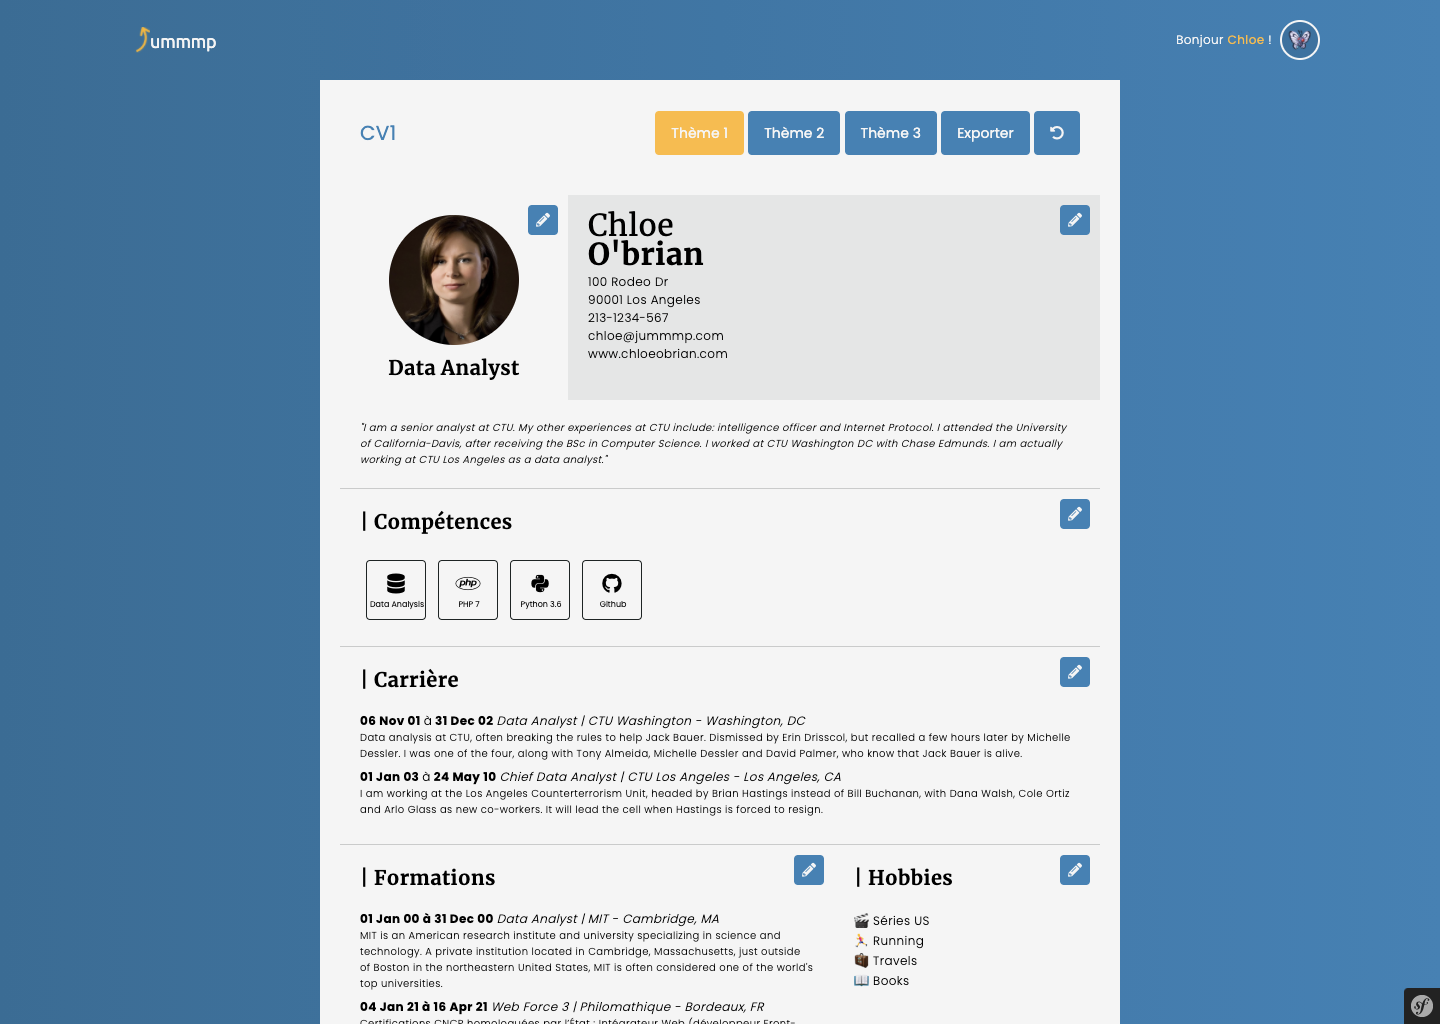 Jummmp
Bonjour Chloe !
CV1
Thème 1
Thème 2
Thème 3
Exporter
Chloe
O'brian
100 Rodeo Dr
90001 Los Angeles
213-1234-567
chloe@jummmp.com
www.chloeobrian.com
Data Analyst
"I am a senior analyst at CTU. My other experiences at CTU include: intelligence officer and Internet Protocol. I attended the University
of California-Davis, after receiving the BSc in Computer Science. I worked at CTU Washington DC with Chase Edmunds. I am actually
working at CTU Los Angeles as a data analyst."
| Compétences
Data Analysis
php
PHP 7
Python 3.6
Github
| Carrière
06 Nov 01 à 31 Dec 02 Data Analyst | CTU Washington - Washington, DC
Data analysis at CTU, often breaking the rules to help Jack Bauer. Dismissed by Erin Drisscol, but recalled a few hours later by Michelle
Dessler. I was one of the four, along with Tony Almeida, Michelle Dessler and David Palmer, who know that Jack Bauer is alive.
01 Jan 03 à 24 May 10 Chief Data Analyst | CTU Los Angeles - Los Angeles, CA
I am working at the Los Angeles Counterterrorism Unit, headed by Brian Hastings instead of Bill Buchanan, with Dana Walsh, Cole Ortiz
and Arlo Glass as new co-workers. It will lead the cell when Hastings is forced to resign.
| Formations
01 Jan 00 à 31 Dec 00 Data Analyst | MIT - Cambridge, MA
MIT is an American research institute and university specializing in science and
technology. A private institution located in Cambridge, Massachusetts, just outside
of Boston in the northeastern United States, MIT is often considered one of the world's
top universities.
04 Jan 21 à 16 Apr 21 Web Force 3 | Philomathique - Bordeaux, FR
Certifications CNCP homologuées par l'État : Intégrateur Web (développeur Front-
| Hobbies
Séries US
Running
Travels
Books
sf